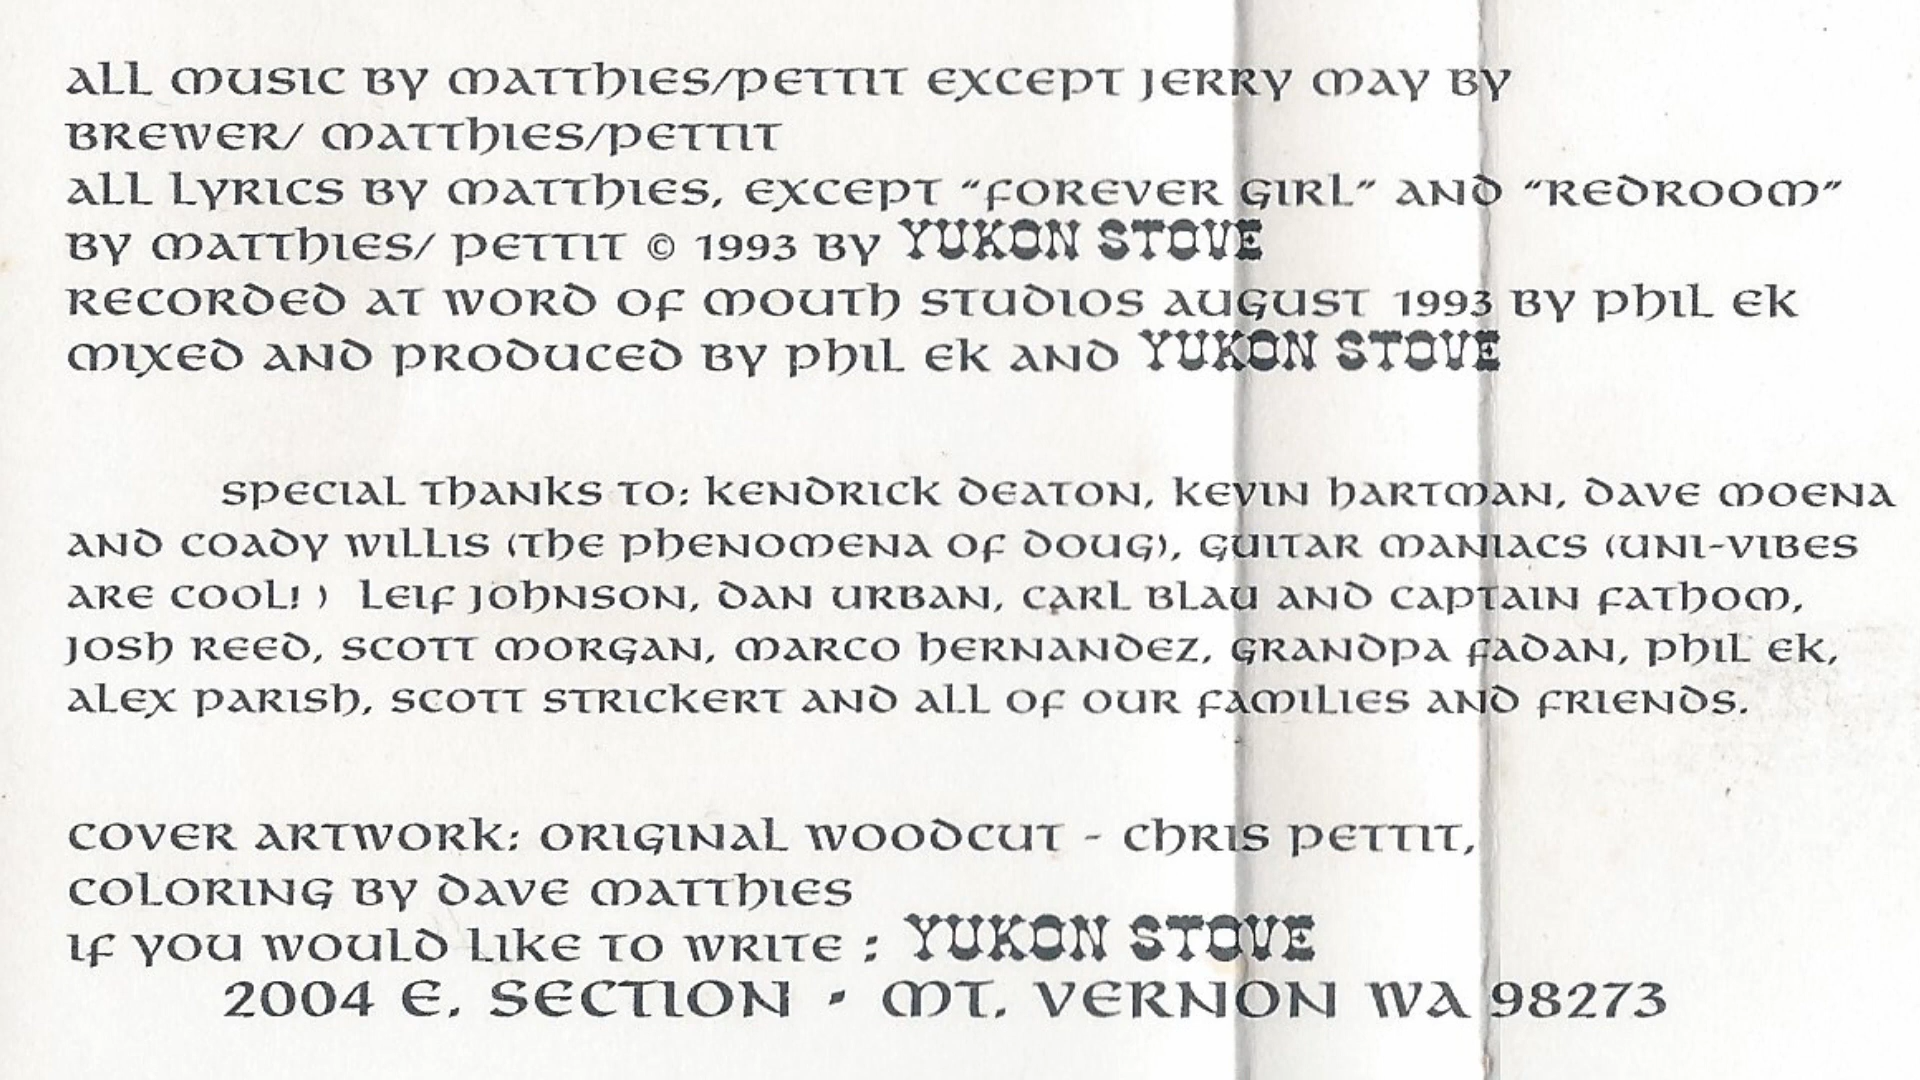 ALL MUSIC BY MATTHIES/PETTIT EXCEPT JERRY MAY BY
BREWER/ MATTHIES/PETTIT
ALL LYRICS BY MATTHIES, EXCEPT "FOREVER GIRL" AND "REDROOM"
BY MATTHIES/ PETTIT © 1993 BY YUKON STOVE
RECORDED AT WORD OF MOUTH STUDIOS AUGUST 1993 BY PHIL EK
MIXED AND PRODUCED BY PHIL EK AND YUKON STOVE
SPECIAL THANKS TO: KENDRICK DEATON, KEVIN HARTMAN, DAVE MOENA
AND COADY WILLIS (THE PHENOMENA OF DOUG), GUITAR MANIACS (UNI-VIBES
ARE COOL! ) LEIF JOHNSON, DAN URBAN, CARL BLAU AND CAPTAIN FATHOM,
JOSH REED, SCOTT MORGAN, MARCO HERNANDEZ, GRANDPA FADAN, PHIL EK,
ALEX PARISH, SCOTT STRICKERT AND ALL OF OUR FAMILIES AND FRIENDS.
COVER ARTWORK: ORIGINAL WOODCUT - CHRIS PETTIT,
COLORING BY DAVE MATTHIES
IF YOU WOULD LIKE TO WRITE : YUKON STOVE
2004 E. SECTION · MT. VERNON WA 98273